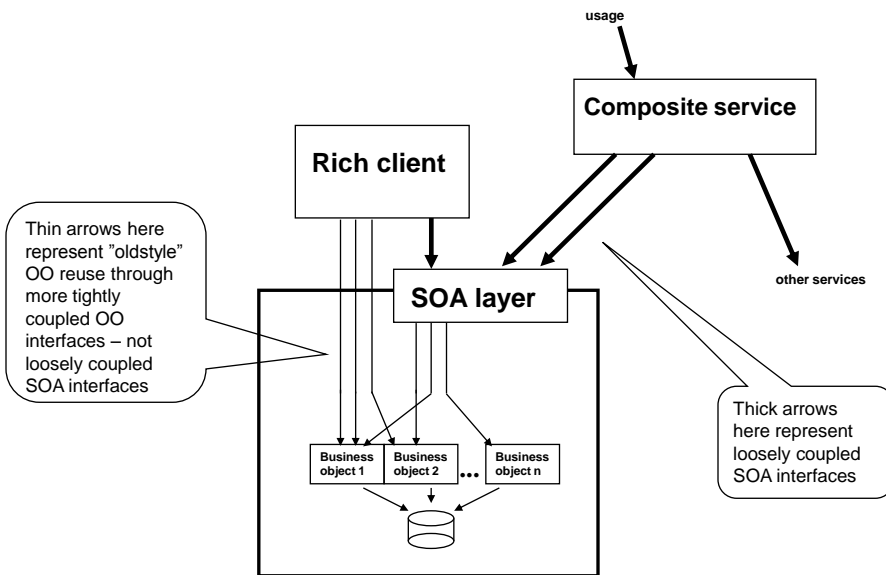 usage
Composite service
Rich client
Thin arrows here
represent ”oldstyle”
OO reuse through
more tightly
coupled OO
interfaces – not
loosely coupled
SOA interfaces
other services
SOA layer
Thick arrows
here represent
loosely coupled
SOA interfaces
Business
object 1
Business
object 2
...
Business
object n